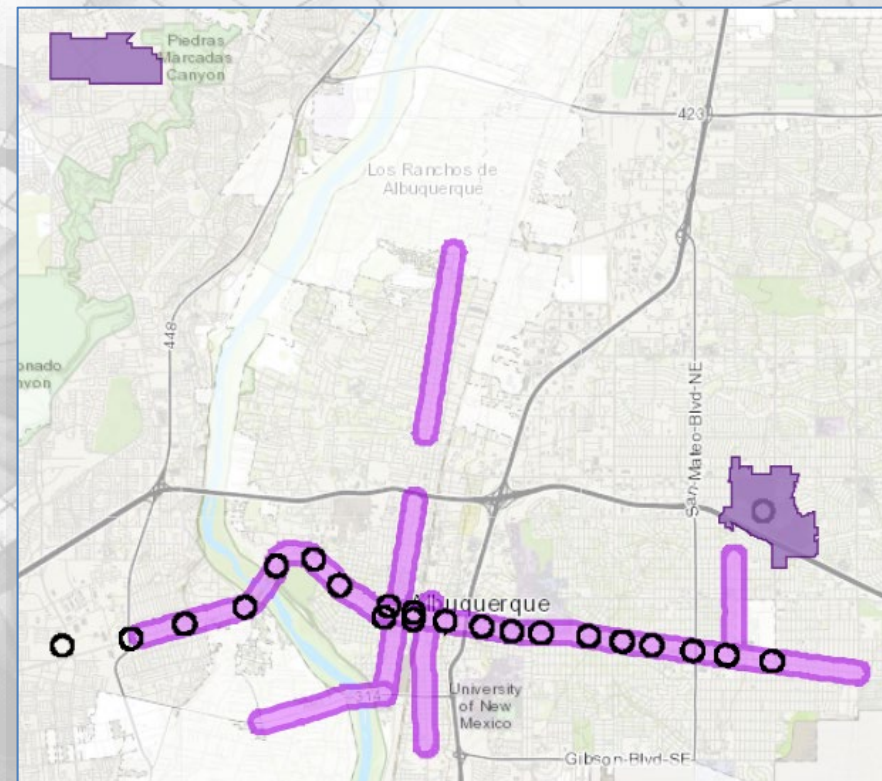 Piedras
Marcadas
Canyon
423
Los Ranchos de
Albuquerque
448
onado
nyon
San-Mateo-Blvd-NE
Albuquerque
314
University
of New
Mexico
Gibson-Blvd-SE